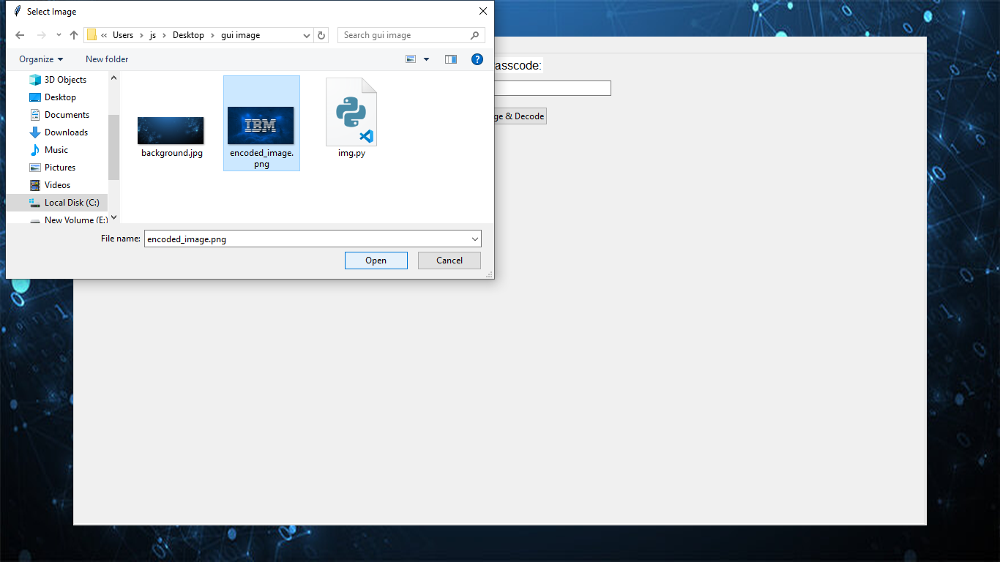 Select Image
Users
js
Desktop
gui image
Search gui image
Organize
New folder
?
3D Objects
Desktop
Documents
Downloads
Music
Pictures
Videos
Local Disk (C:)
New Volume (E:)
IBM
background.jpg
encoded_image.
png
img.py
File name:
encoded_image.png
Open
Cancel
asscode:
ge & Decode